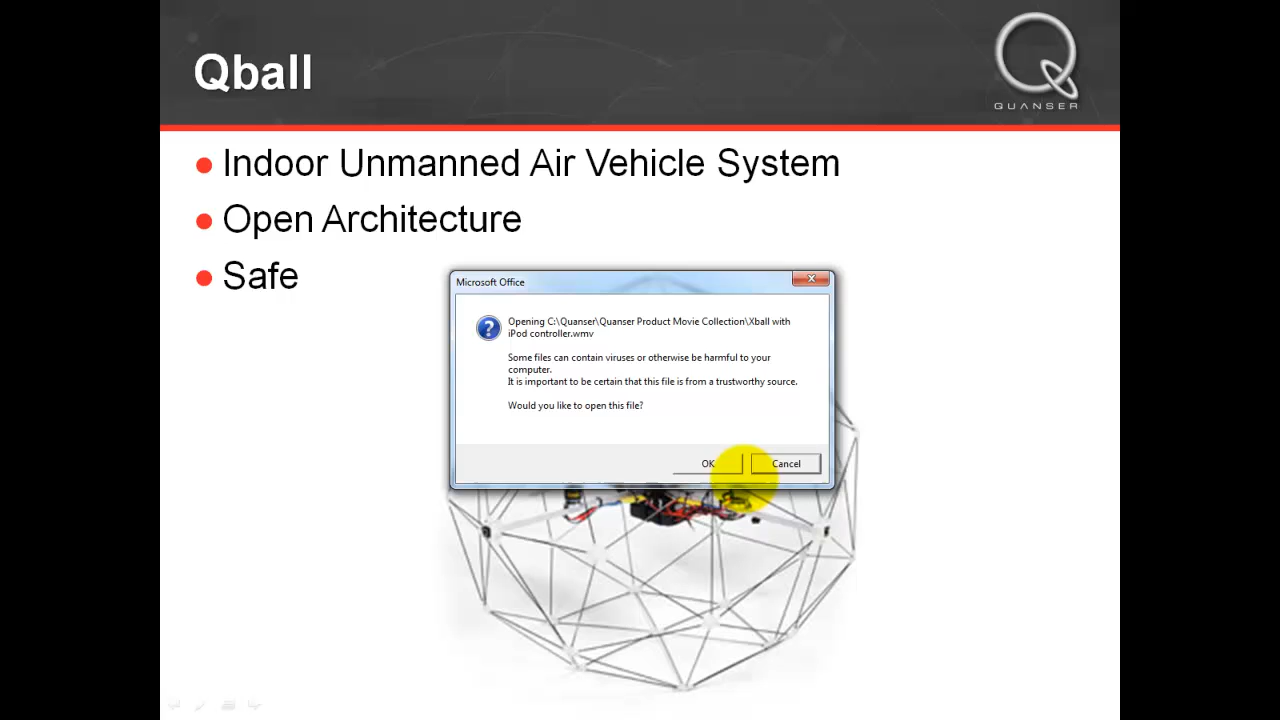 Qball
QUANSER
Indoor Unmanned Air Vehicle System
Open Architecture
Safe
Microsoft Office
Opening C:\Quanser\Quanser Product Movie Collection\Xball with
iPod controller.wmv
Some files can contain viruses or otherwise be harmful to your
computer.
It is important to be certain that this file is from a trustworthy source.
Would you like to open this file?
OK
Cancel